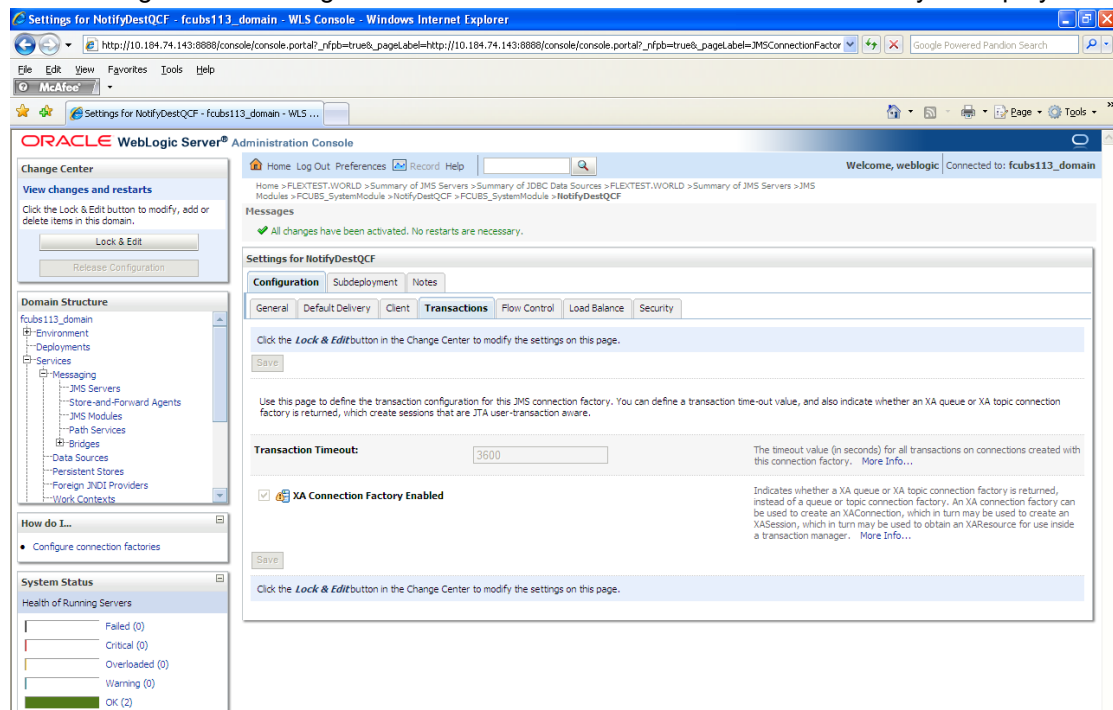 Settings for NotifyDestQCF - fcubs113_domain - WLS Console - Windows Internet Explorer
http://10.184.74.143:8888/console/console.portal?_nfpb=true&_pageLabel=http://10.184.74.143:8888/console/console.portal?_nfpb=true&_pageLabel=JMSConnectionFactor
Google Powered Pandion Search
File Edit View Favorites Tools Help
McAfee
Settings for NotifyDestQCF - fcubs113_domain - WLS ...
Page Tools
ORACLE WebLogic Server® Administration Console
Change Center
View changes and restarts
Click the Lock & Edit button to modify, add or
delete items in this domain.
Lock & Edit
Release Configuration
Domain Structure
fcubs113_domain
Environment
Deployments
Services
Messaging
JMS Servers
Store-and-Forward Agents
JMS Modules
Path Services
Bridges
Data Sources
Persistent Stores
Foreign JNDI Providers
Work Contexts
How do I...
Configure connection factories
System Status
Health of Running Servers
Failed (0)
Critical (0)
Overloaded (0)
Warning (0)
OK (2)
Home Log Out Preferences Record Help
Welcome, weblogic Connected to: fcubs113_domain
Home >FLEXTEST.WORLD >Summary of JMS Servers >Summary of JDBC Data Sources >FLEXTEST.WORLD >Summary of JMS Servers >JMS
Modules >FCUBS_SystemModule >NotifyDestQCF >FCUBS_SystemModule >NotifyDestQCF
Messages
All changes have been activated. No restarts are necessary.
Settings for NotifyDestQCF
Configuration Subdeployment Notes
General Default Delivery Client Transactions Flow Control Load Balance Security
Click the Lock & Edit button in the Change Center to modify the settings on this page.
Save
Use this page to define the transaction configuration for this JMS connection factory. You can define a transaction time-out value, and also indicate whether an XA queue or XA topic connection
factory is returned, which create sessions that are JTA user-transaction aware.
Transaction Timeout:
3600
The timeout value (in seconds) for all transactions on connections created with
this connection factory. More Info...
XA Connection Factory Enabled
Indicates whether a XA queue or XA topic connection factory is returned,
instead of a queue or topic connection factory. An XA connection factory can
be used to create an XAConnection, which in turn may be used to create an
XASession, which in turn may be used to obtain an XAResource for use inside
a transaction manager. More Info...
Save
Click the Lock & Edit button in the Change Center to modify the settings on this page.